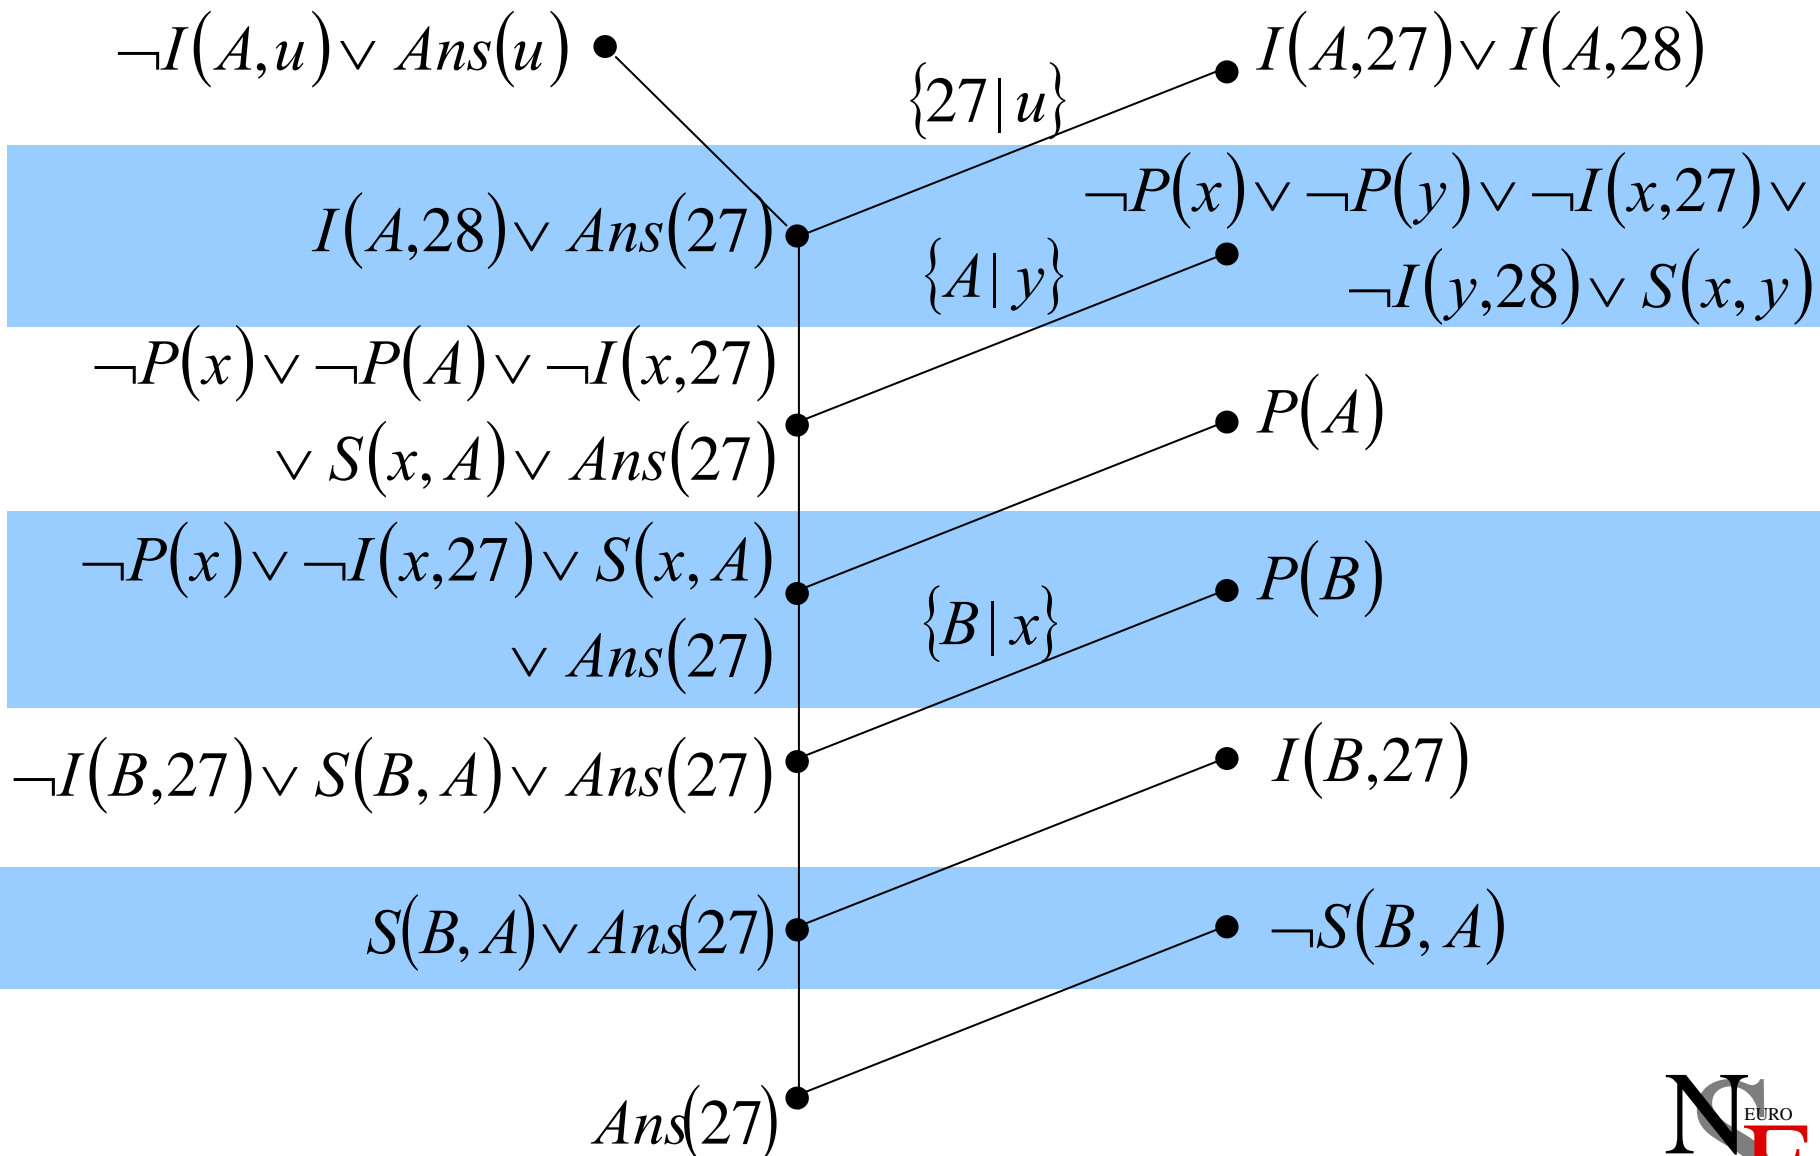 ¬I(A,u)∨ Ans(u)
I(A,27)∨ I(A,28)
{27|u}
I(A,28)∨ Ans(27)
¬P(x)∨ ¬P(y)∨ ¬I(x,27)∨
¬I(y,28)∨ S(x, y)
{A| y}
¬P(x)∨ ¬P(A)∨ ¬I(x,27)
∨ S(x, A)∨ Ans(27)
P(A)
¬P(x)∨ ¬I(x,27)∨ S(x, A)
∨ Ans(27)
P(B)
{B| x}
¬I(B,27)∨ S(B, A)∨ Ans(27)
I(B,27)
S(B, A)∨ Ans(27)
¬S(B, A)
Ans(27)
N EURO